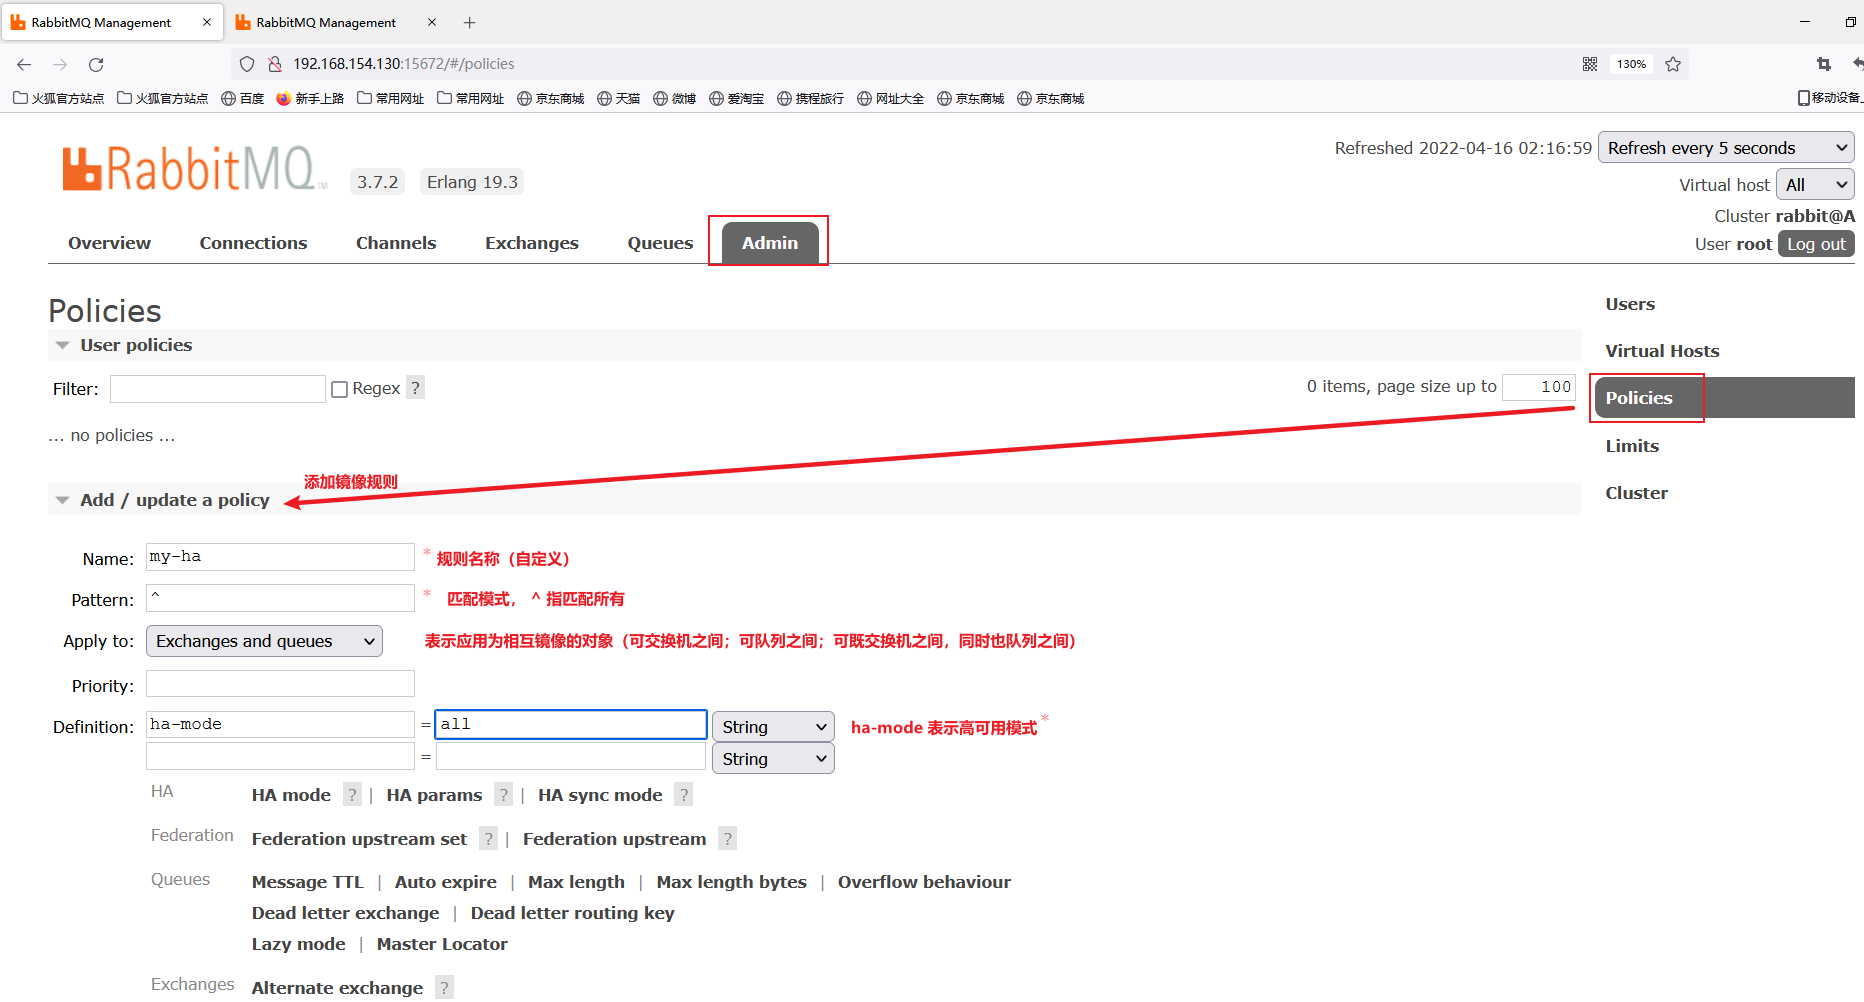 RabbitMQ Management
RabbitMQ Management
192.168.154.130:15672/#/policies
130%
火狐官方站点 火狐官方站点 百度 新手上路 常用网址 常用网址 京东商城 天猫 微博 爱淘宝 携程旅行 网址大全 京东商城 京东商城
移动设备
RabbitMQ TM 3.7.2 Erlang 19.3
Refreshed 2022-04-16 02:16:59 Refresh every 5 seconds
Virtual host All
Cluster rabbit@A
User root Log out
Overview Connections Channels Exchanges Queues Admin
Policies
User policies
Filter: Regex ?
0 items, page size up to 100
... no policies ...
添加镜像规则
Add / update a policy
Name: my-ha * 规则名称（自定义）
Pattern: ^ * 匹配模式， ^ 指匹配所有
Apply to: Exchanges and queues 表示应用为相互镜像的对象（可交换机之间；可队列之间；可既交换机之间，同时也队列之间）
Priority:
Definition: ha-mode = all String ha-mode 表示高可用模式 *
= String
HA HA mode ? | HA params ? | HA sync mode ?
Federation Federation upstream set ? | Federation upstream ?
Queues Message TTL | Auto expire | Max length | Max length bytes | Overflow behaviour
Dead letter exchange | Dead letter routing key
Lazy mode | Master Locator
Exchanges Alternate exchange ?
Users
Virtual Hosts
Policies
Limits
Cluster